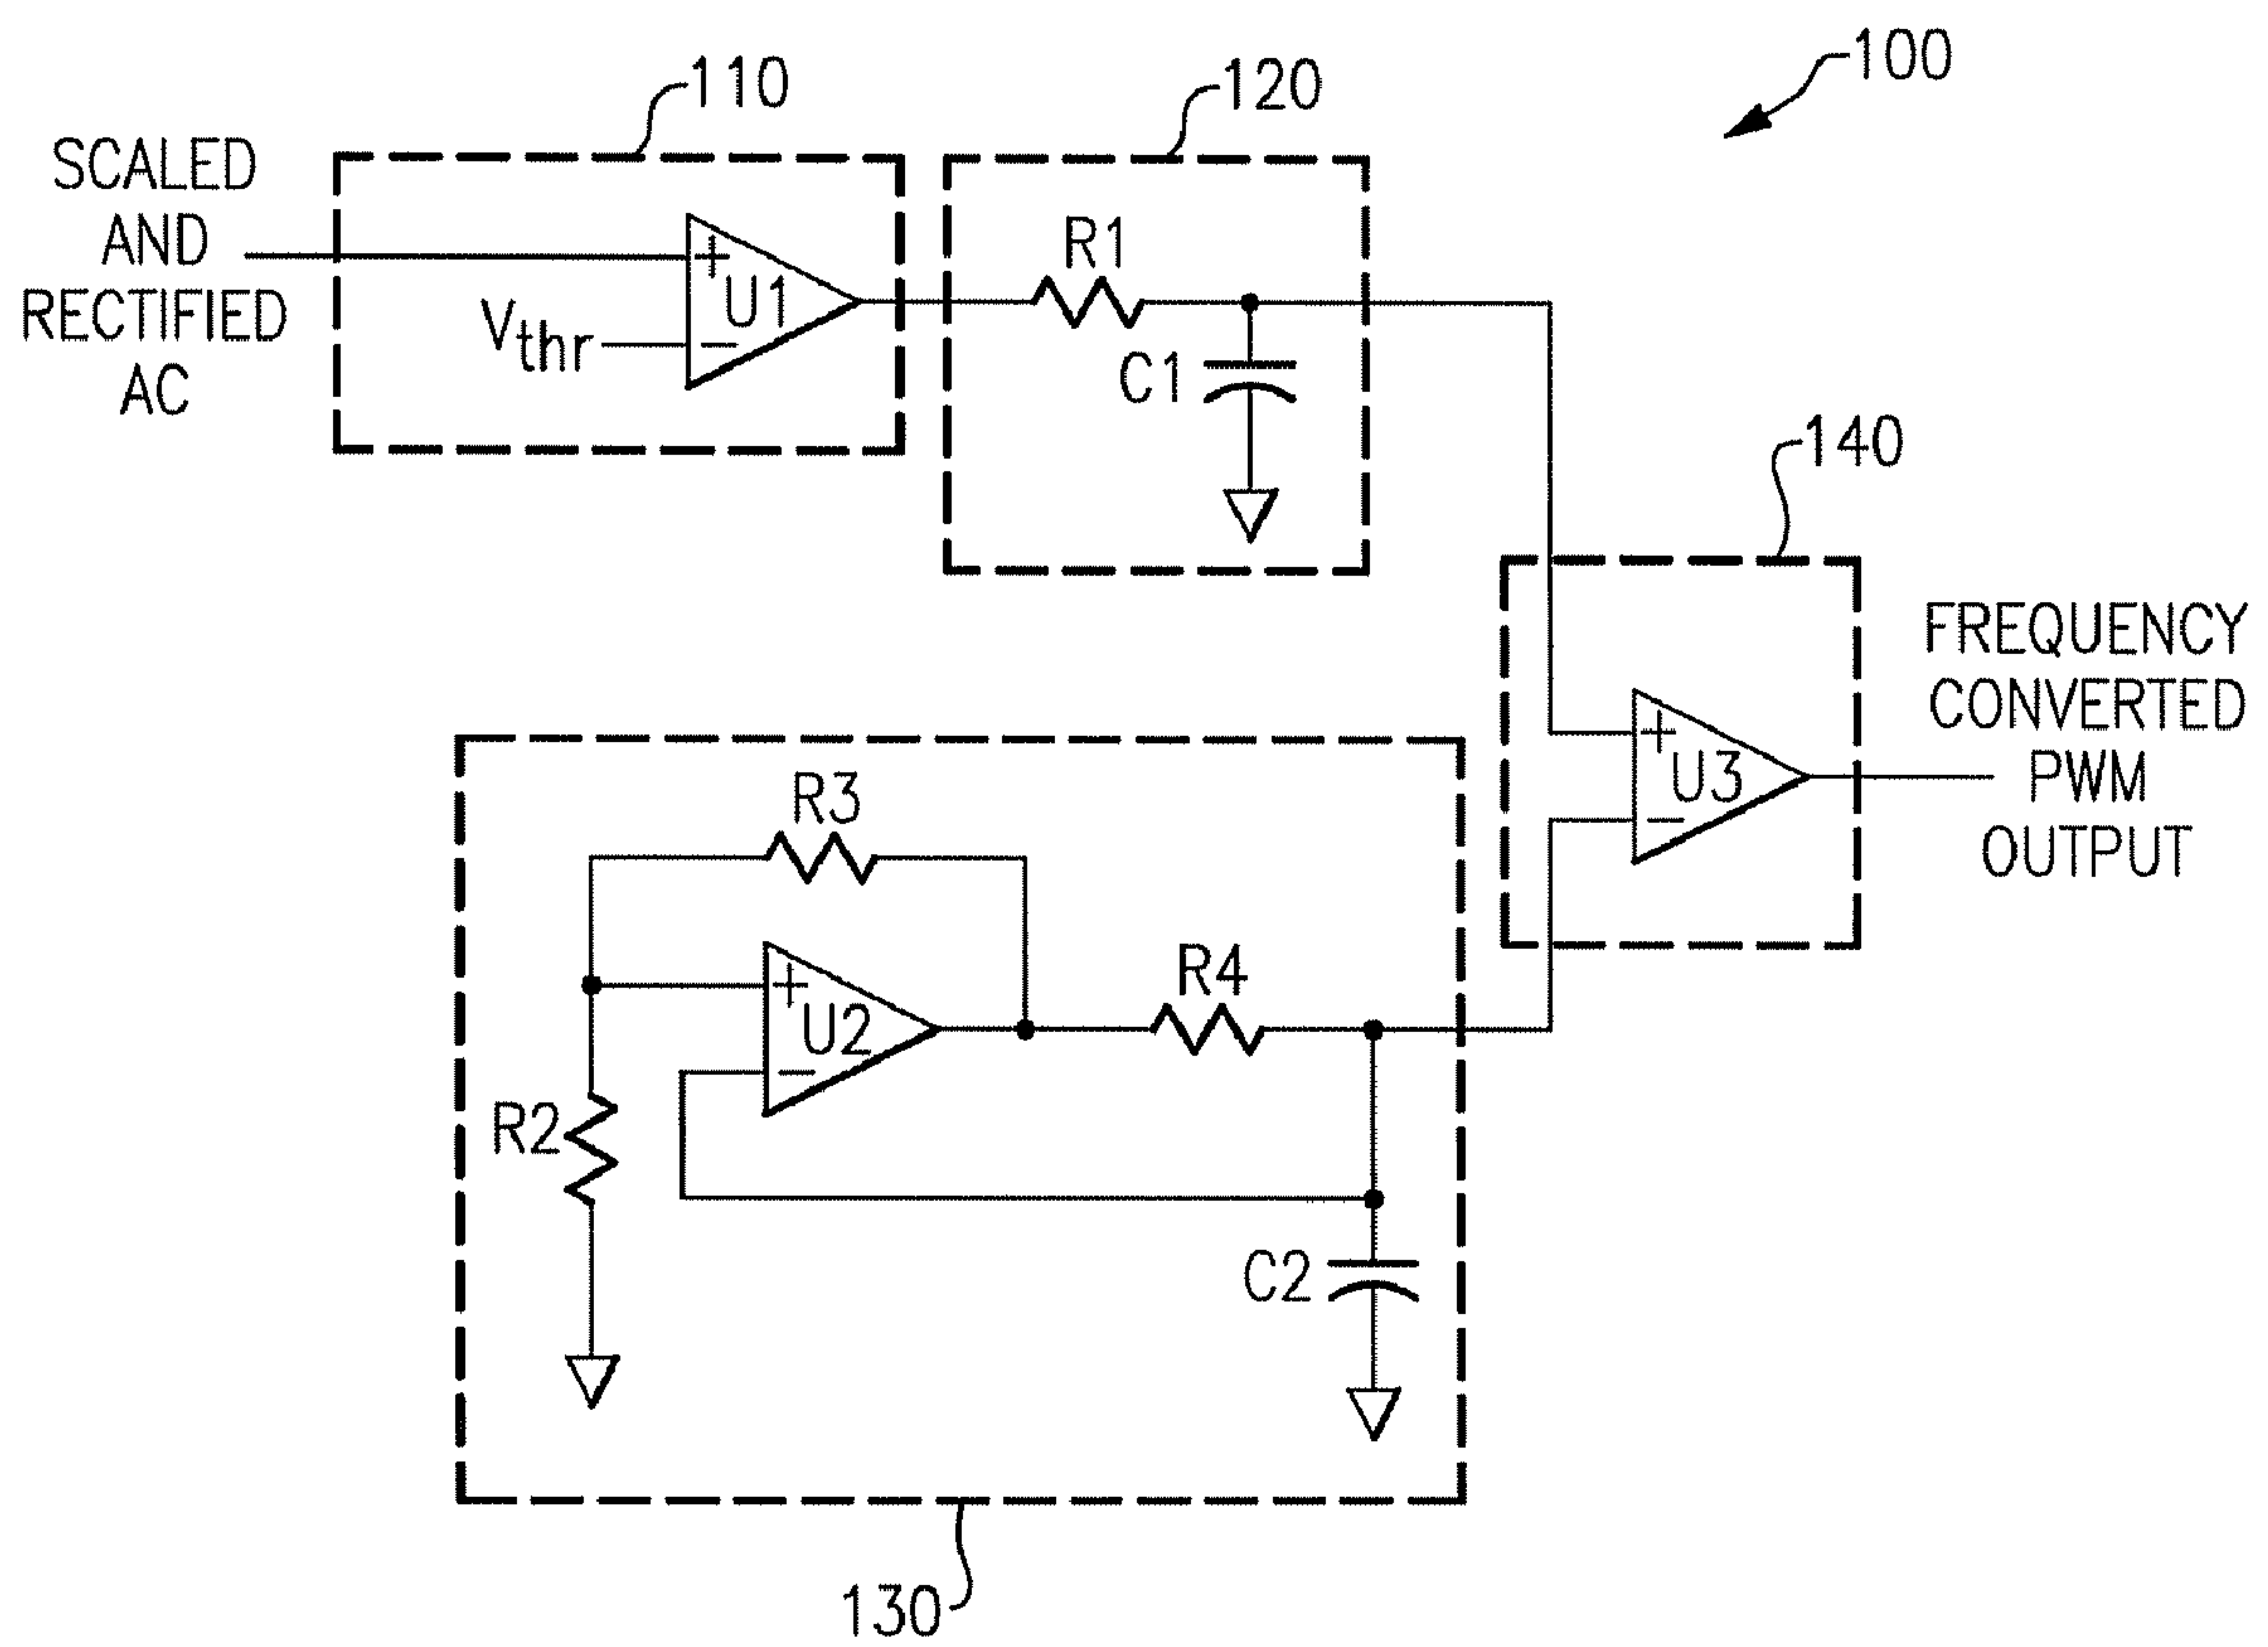 100
110
120
SCALED
AND
RECTIFIED
AC
+
U1
−
Vthr
R1
C1
140
+
U3
−
FREQUENCY
CONVERTED
PWM
OUTPUT
R3
+
U2
−
R4
R2
C2
130